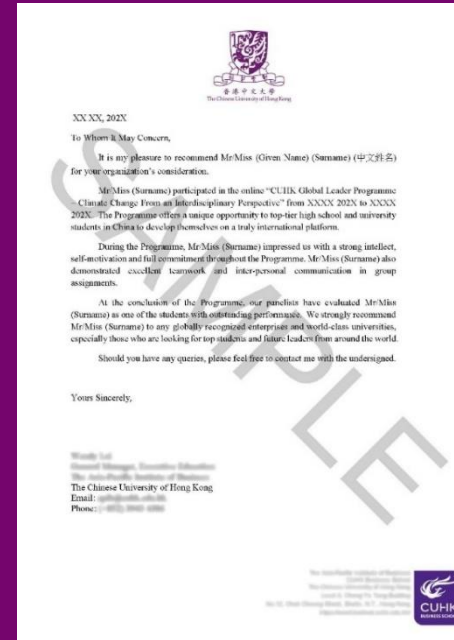 香港中文大學
The Chinese University of Hong Kong
XX XX, 202X
To Whom It May Concern,
It is my pleasure to recommend Mr/Miss (Given Name) (Surname) (中文姓名)
for your organization's consideration.
Mr/Miss (Surname) participated in the online "CUHK Global Leader Programme
– Climate Change From an Interdisciplinary Perspective" from XXXX 202X to XXXX
202X. The Programme offers a unique opportunity to top-tier high school and university
students in China to develop themselves on a truly international platform.
During the Programme, Mr/Miss (Surname) impressed us with a strong intellect,
self-motivation and full commitment throughout the Programme. Mr/Miss (Surname) also
demonstrated excellent teamwork and inter-personal communication in group
assignments.
At the conclusion of the Programme, our panelists have evaluated Mr/Miss
(Surname) as one of the students with outstanding performance. We strongly recommend
Mr/Miss (Surname) to any globally recognized enterprises and world-class universities,
especially those who are looking for top students and future leaders from around the world.
Should you have any queries, please feel free to contact me with the undersigned.
Yours Sincerely,
The Chinese University of Hong Kong
Email:
Phone:
SAMPLE
CUHK
BUSINESS SCHOOL